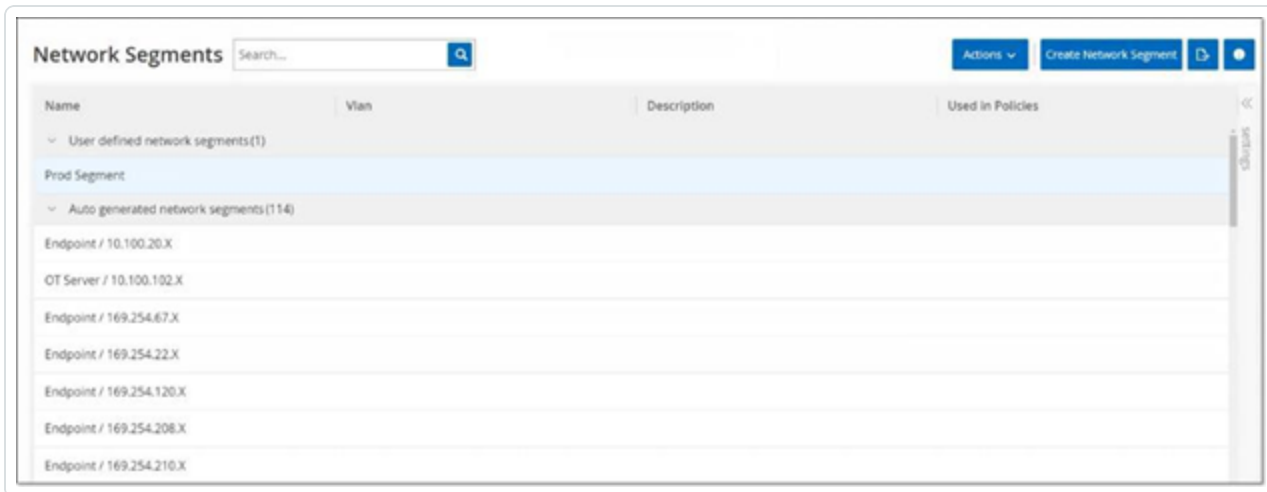 Network Segments Search... Actions Create Network Segment
Name Vlan Description Used in Policies
User defined network segments (1)
settings
Prod Segment
Auto generated network segments (114)
Endpoint / 10.100.20.X
OT Server / 10.100.102.X
Endpoint / 169.254.67.X
Endpoint / 169.254.22.X
Endpoint / 169.254.120.X
Endpoint / 169.254.208.X
Endpoint / 169.254.210.X